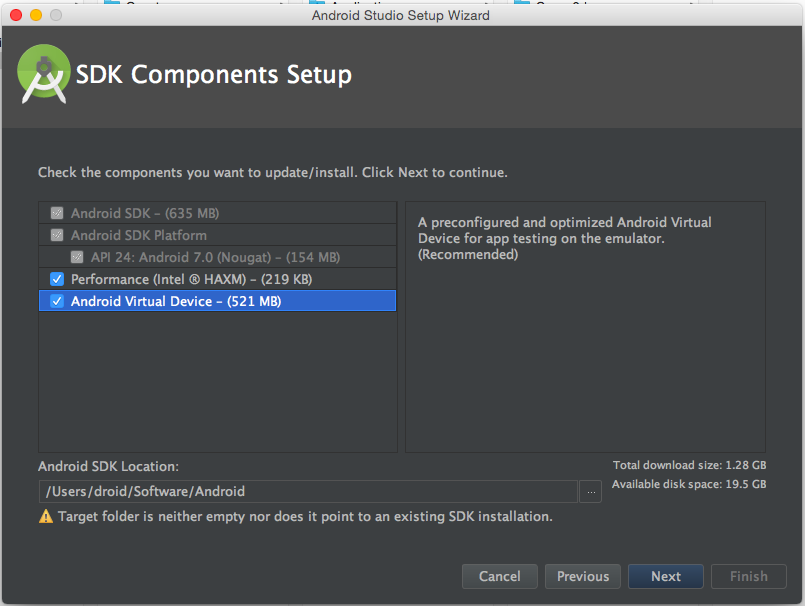 Android Studio Setup Wizard
SDK Components Setup
Check the components you want to update/install. Click Next to continue.
Android SDK – (635 MB)
Android SDK Platform
API 24: Android 7.0 (Nougat) – (154 MB)
Performance (Intel ® HAXM) – (219 KB)
Android Virtual Device – (521 MB)
A preconfigured and optimized Android Virtual
Device for app testing on the emulator.
(Recommended)
Android SDK Location:
/Users/droid/Software/Android
...
Total download size: 1.28 GB
Available disk space: 19.5 GB
Target folder is neither empty nor does it point to an existing SDK installation.
Cancel
Previous
Next
Finish